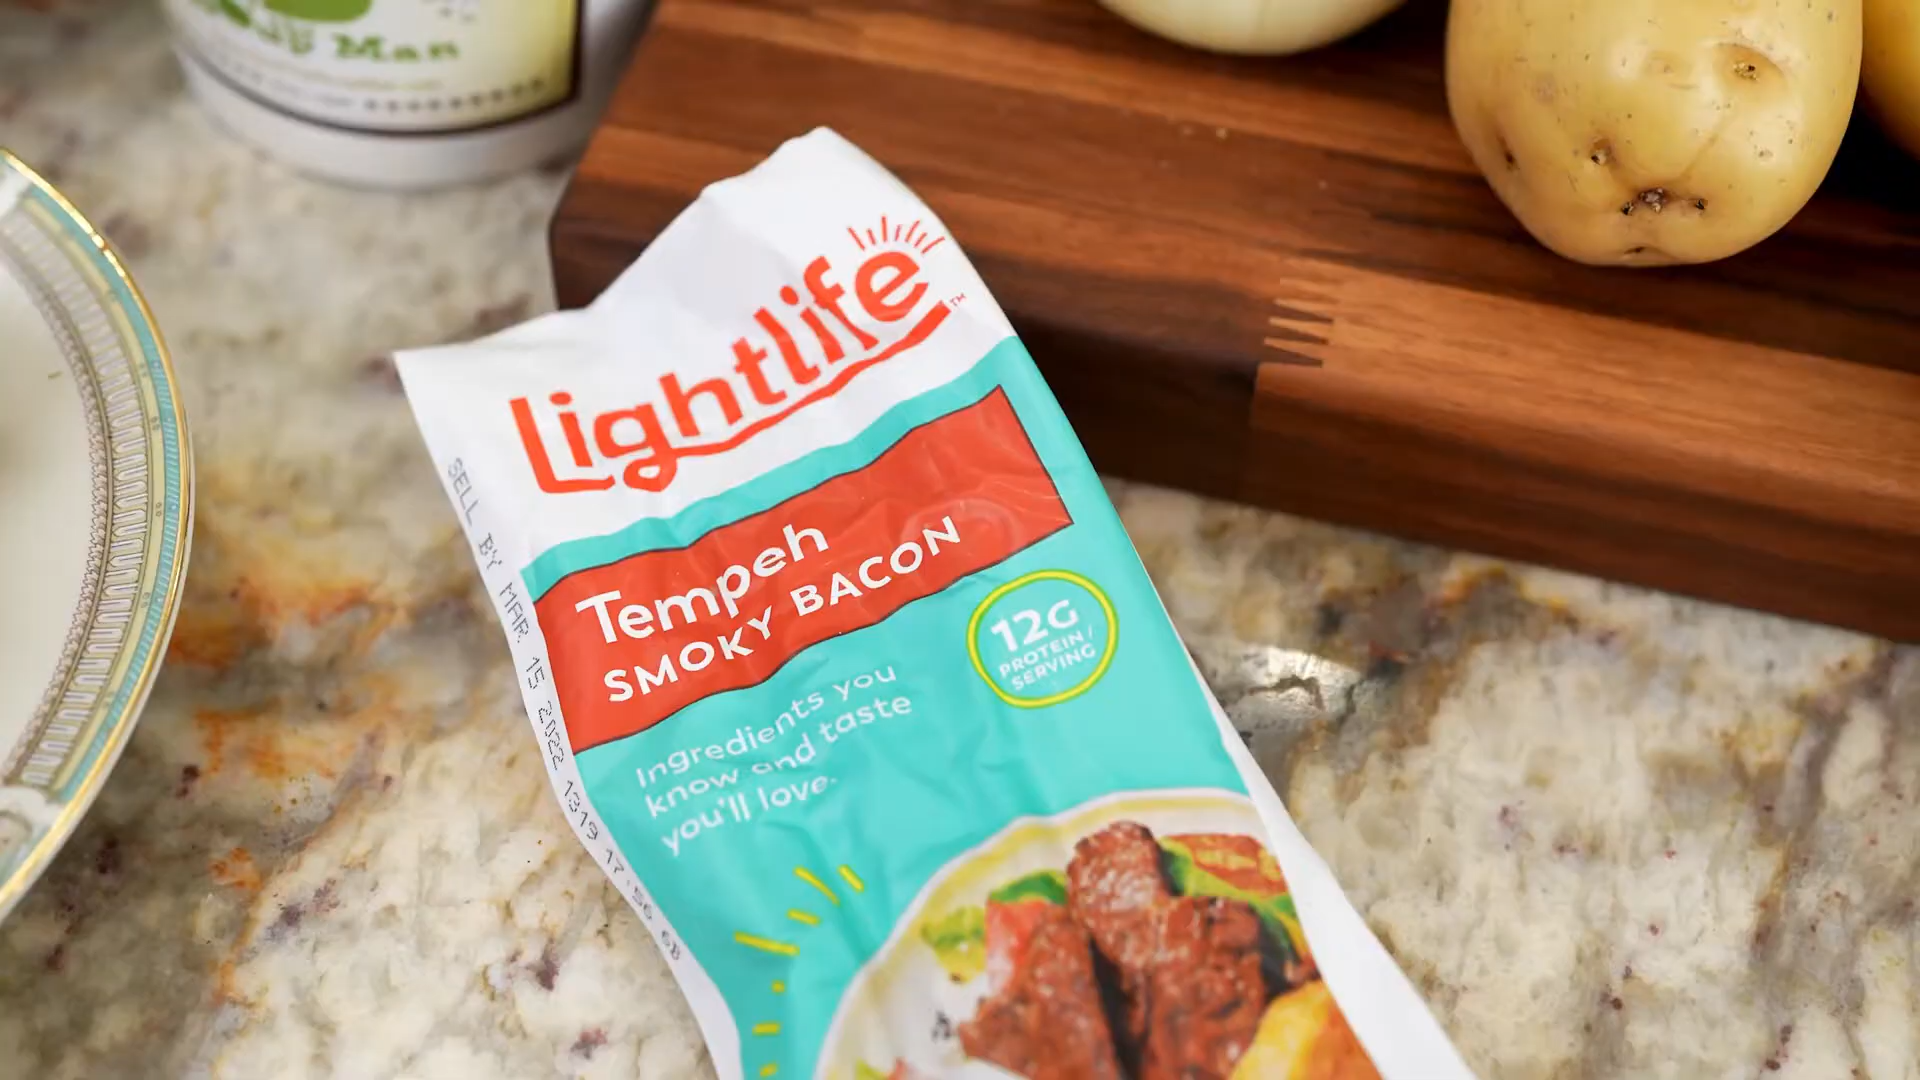 Man
Lightlife™
Tempeh
SMOKY BACON
12G
PROTEIN/
SERVING
Ingredients you
know and taste
you'll love.
SELL BY MAR 15 2022 1319 17:56 6B